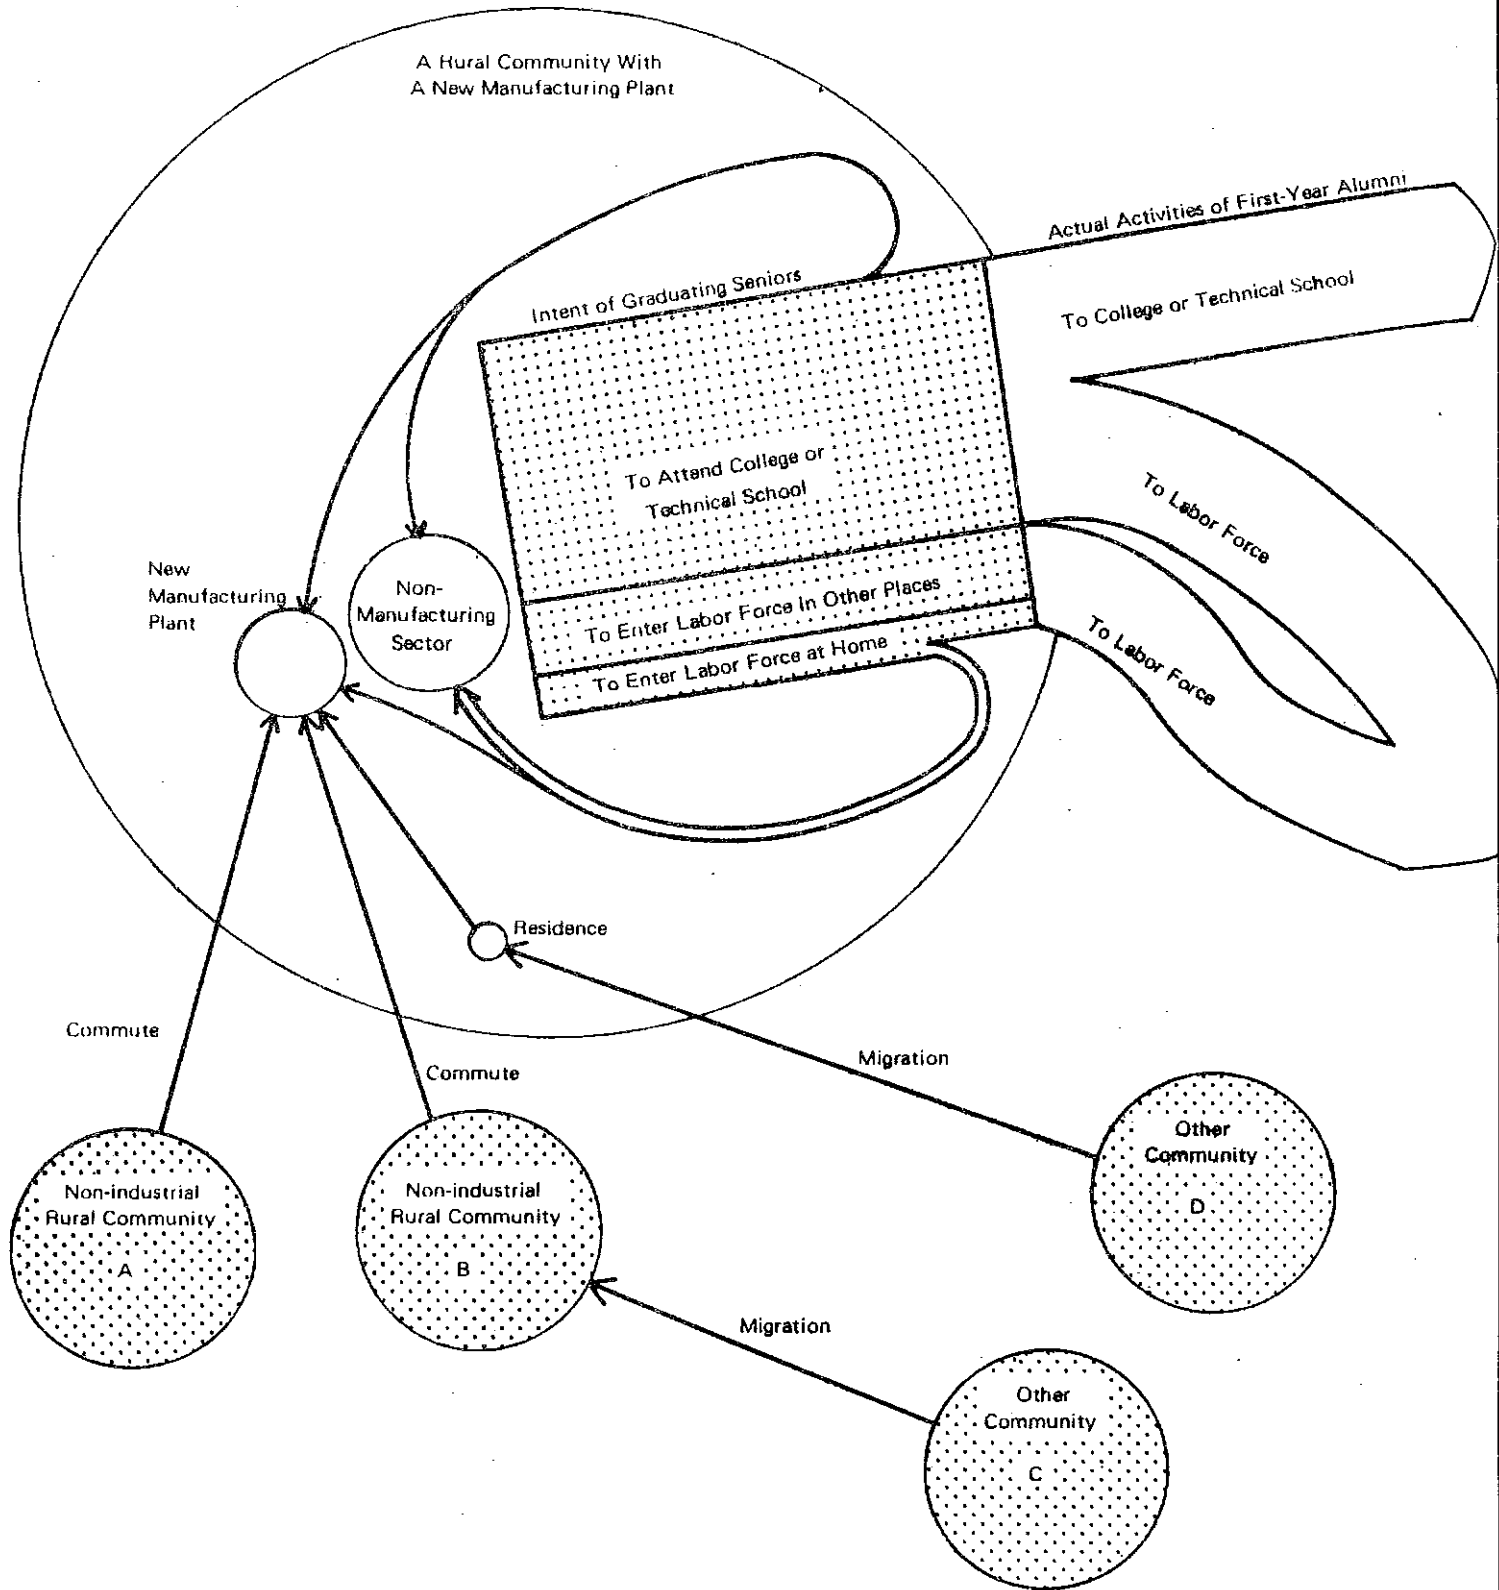 A Rural Community With
A New Manufacturing Plant
Actual Activities of First-Year Alumni
Intent of Graduating Seniors
To College or Technical School
To Attend College or
Technical School
To Labor Force
New
Manufacturing
Plant
Non-
Manufacturing
Sector
To Enter Labor Force In Other Places
To Enter Labor Force at Home
To Labor Force
Residence
Commute
Commute
Migration
Other
Community
D
Non-industrial
Rural Community
A
Non-industrial
Rural Community
B
Migration
Other
Community
C